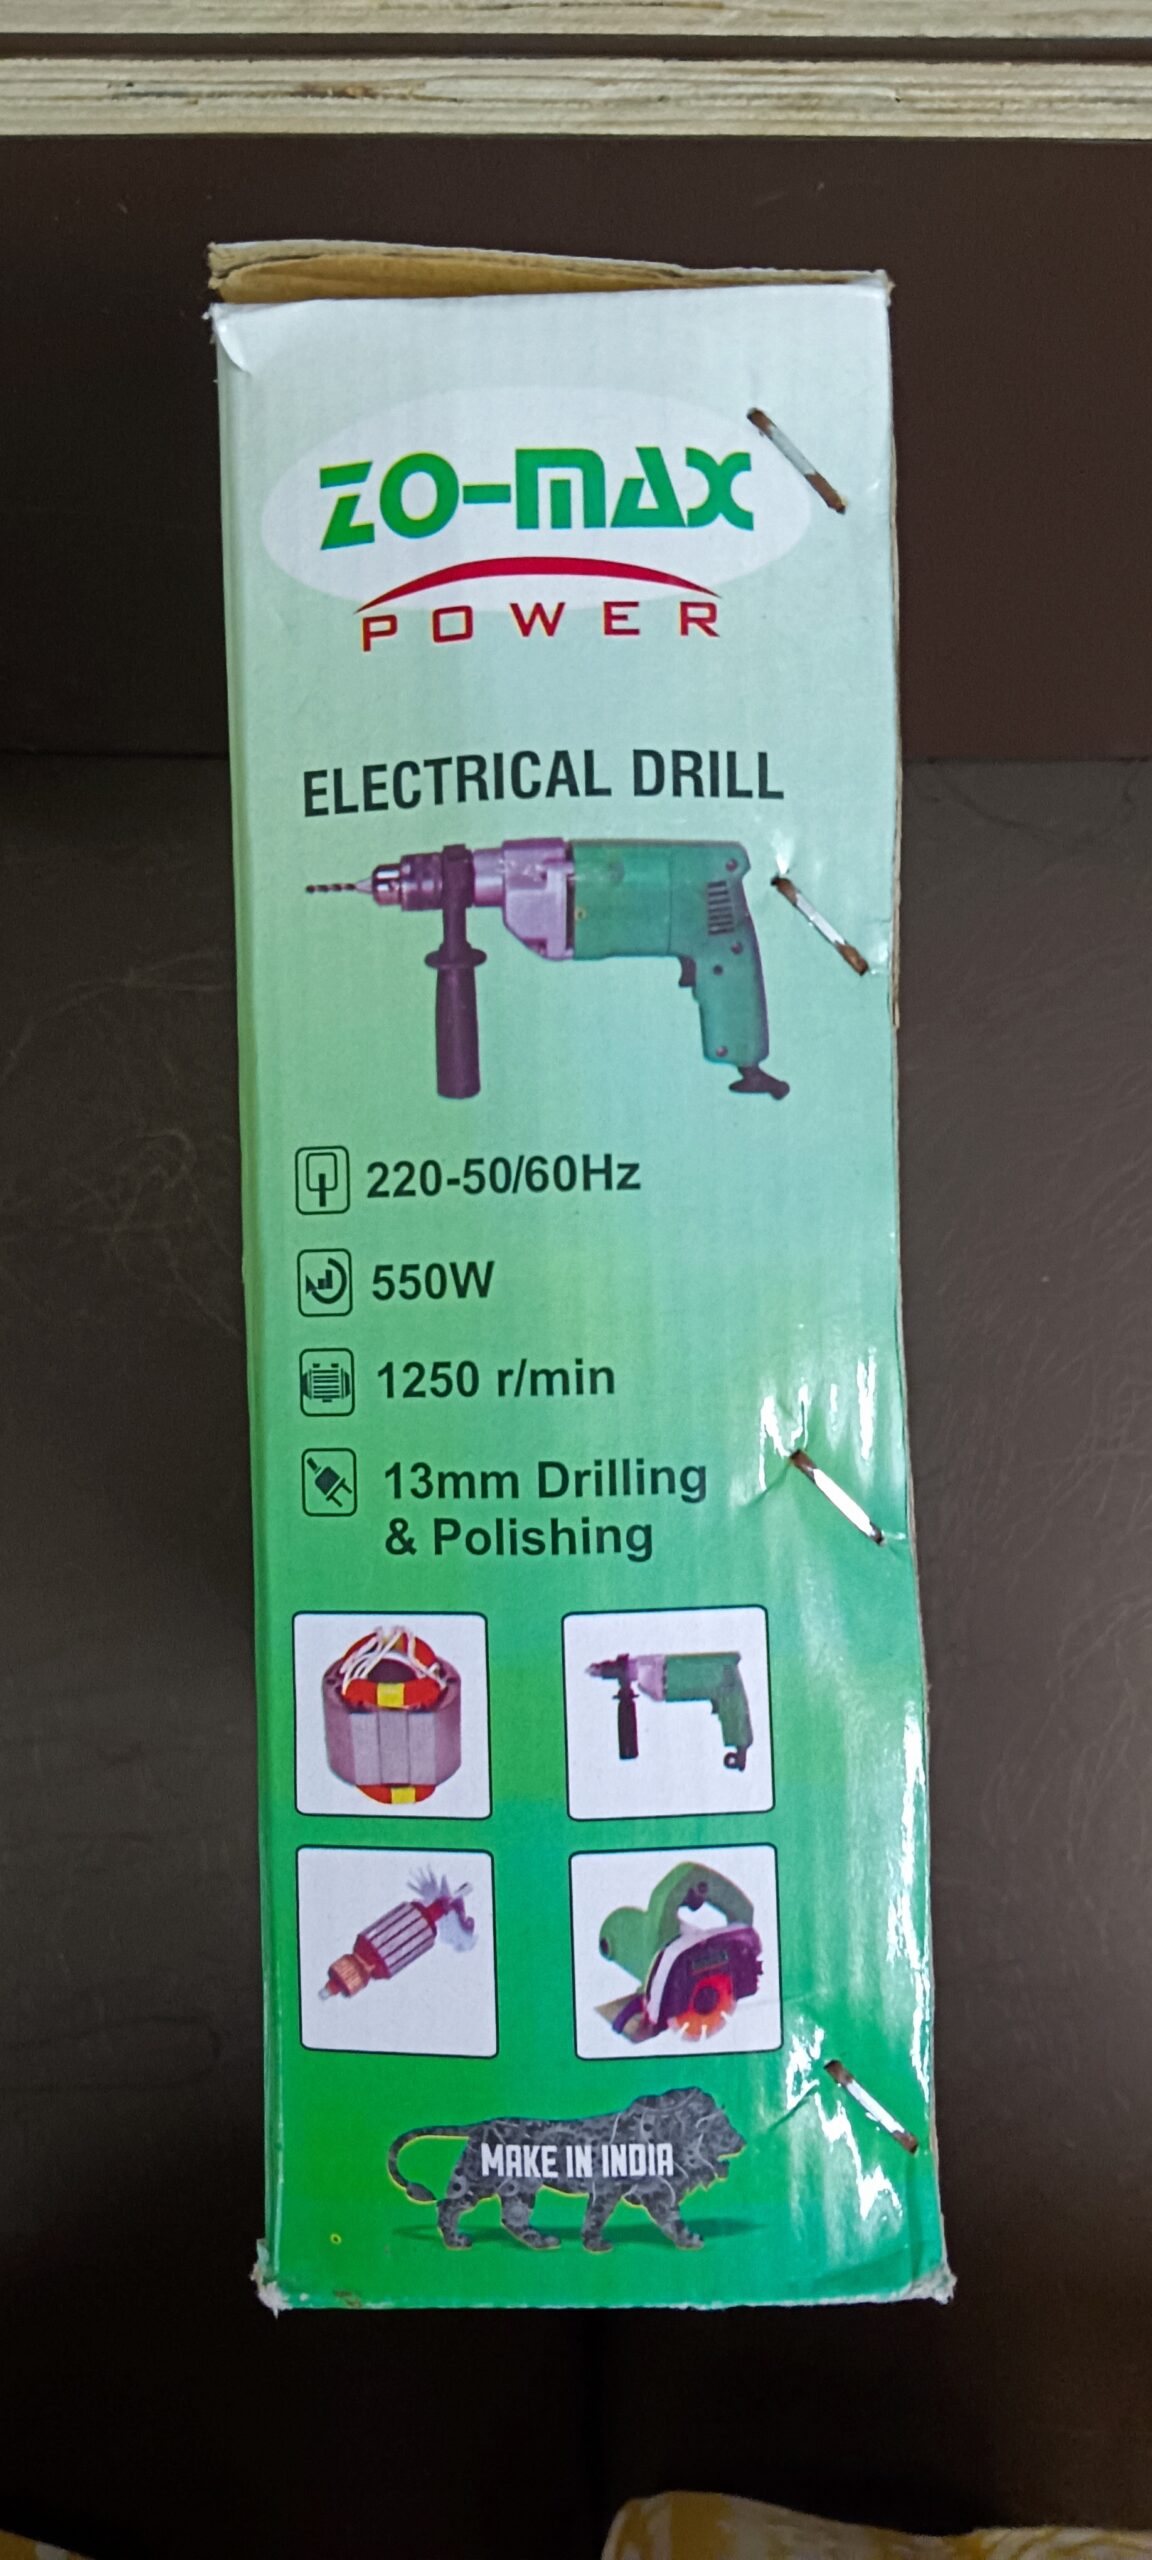 ZO-MAX
POWER
ELECTRICAL DRILL
220-50/60Hz
550W
1250 r/min
13mm Drilling
& Polishing
MAKE IN INDIA